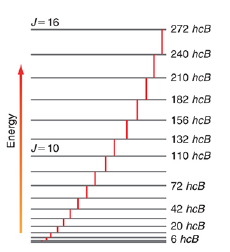 J=16
272 hcB
240 hcB
210 hcB
182 hcB
156 hcB
132 hcB
J=10
110 hcB
72 hcB
42 hcB
20 hcB
6 hcB
Energy